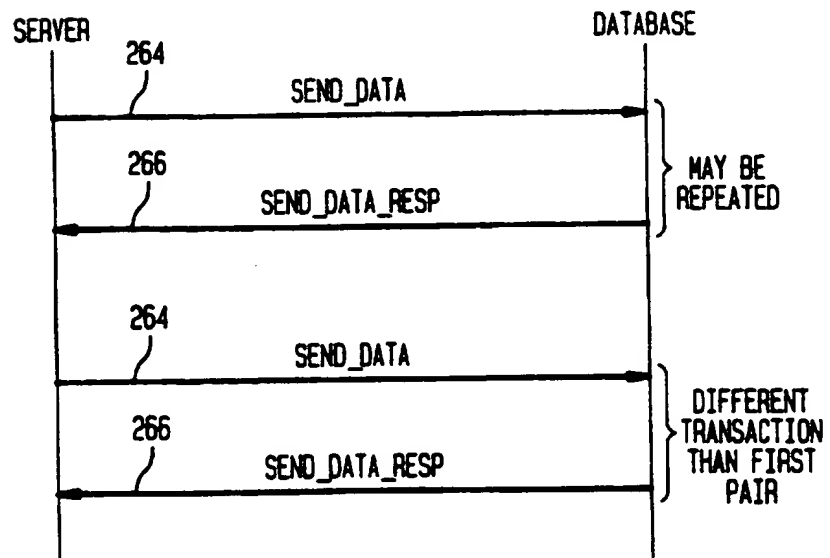 SERVER
DATABASE
264
SEND_DATA
266
SEND_DATA_RESP
MAY BE
REPEATED
264
SEND_DATA
266
SEND_DATA_RESP
DIFFERENT
TRANSACTION
THAN FIRST
PAIR